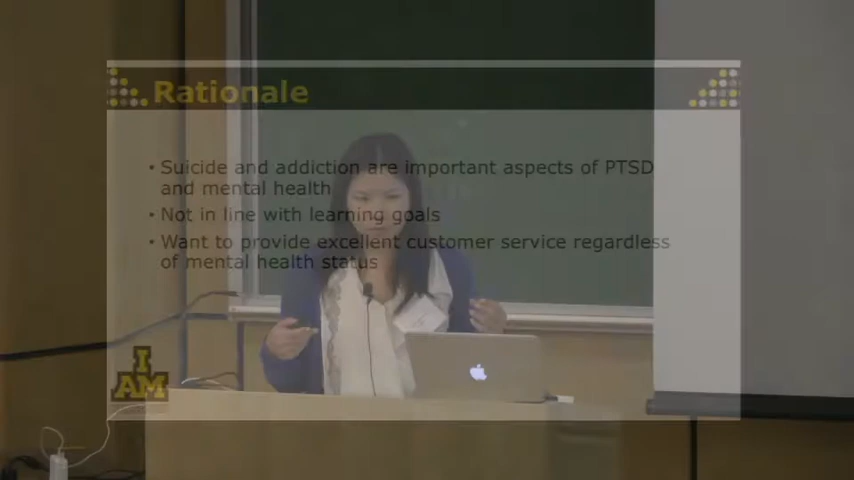 Rationale
• Suicide and addiction are important aspects of PTSD
and mental health
• Not in line with learning goals
• Want to provide excellent customer service regardless
of mental health status
I
AM